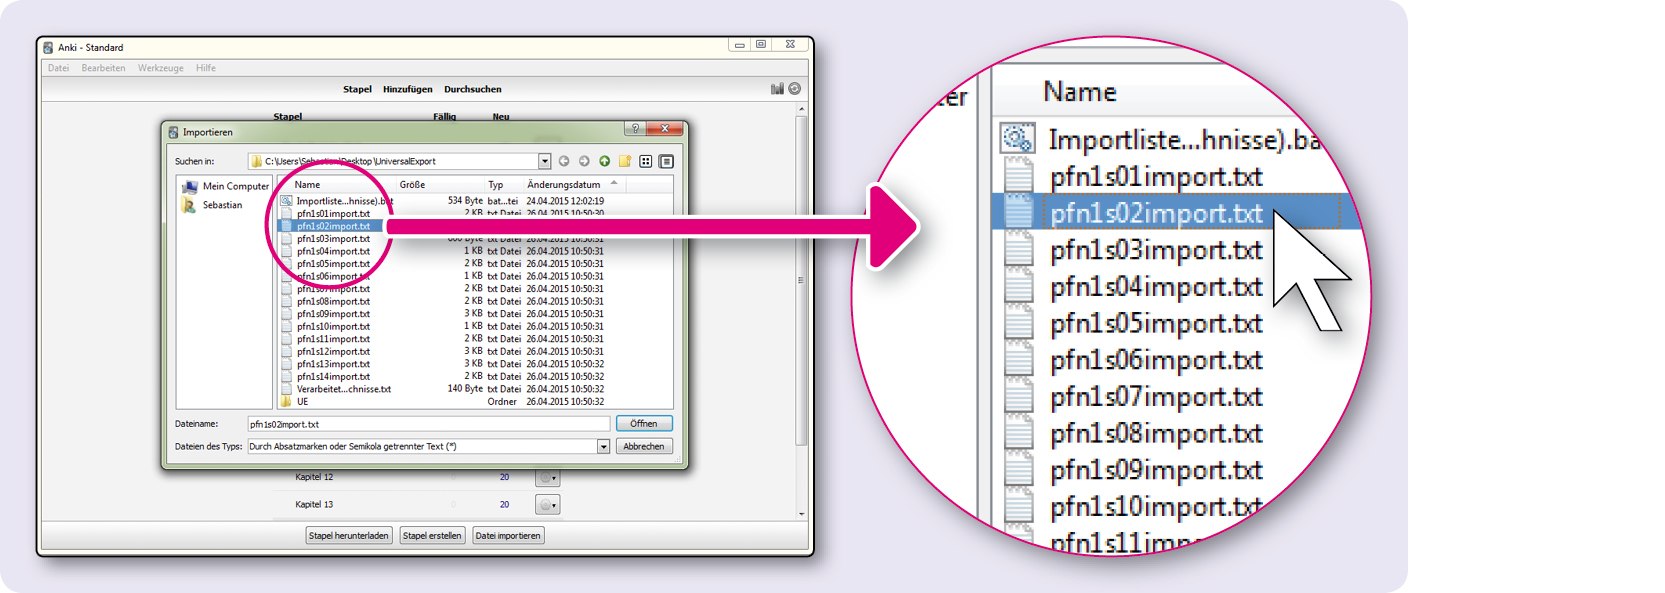 Anki - Standard
Datei Bearbeiten Werkzeuge Hilfe
Stapel Hinzufügen Durchsuchen
Stapel Fällig Neu
Importieren
Suchen in: C:\Users\Sebastian\Desktop\UniversalExport
Mein Computer
Sebastian
Name Größe Typ Änderungsdatum
Importliste...hnisse).bat 534 Byte bat...tei 24.04.2015 12:02:19
pfn1s01import.txt 2 KB txt Datei 26.04.2015 10:50:30
pfn1s02import.txt
pfn1s03import.txt Byte txt Datei 26.04.2015 10:50:31
pfn1s04import.txt 1 KB txt Datei 26.04.2015 10:50:31
pfn1s05import.txt 1 KB txt Datei 26.04.2015 10:50:31
pfn1s06import.txt 1 KB txt Datei 26.04.2015 10:50:31
pfn1s07import.txt 2 KB txt Datei 26.04.2015 10:50:31
pfn1s08import.txt 2 KB txt Datei 26.04.2015 10:50:31
pfn1s09import.txt 3 KB txt Datei 26.04.2015 10:50:31
pfn1s10import.txt 1 KB txt Datei 26.04.2015 10:50:31
pfn1s11import.txt 2 KB txt Datei 26.04.2015 10:50:31
pfn1s12import.txt 3 KB txt Datei 26.04.2015 10:50:31
pfn1s13import.txt 3 KB txt Datei 26.04.2015 10:50:32
pfn1s14import.txt 2 KB txt Datei 26.04.2015 10:50:32
Verarbeitet...chnisse.txt 140 Byte txt Datei 26.04.2015 10:50:32
UE Ordner 26.04.2015 10:50:32
Dateiname: pfn1s02import.txt Öffnen
Dateien des Typs: Durch Absatzmarken oder Semikola getrennter Text (*) Abbrechen
Kapitel 12 0 20
Kapitel 13 0 20
Stapel herunterladen Stapel erstellen Datei importieren
ter Name
Importliste...hnisse).ba
pfn1s01import.txt
pfn1s02import.txt
pfn1s03import.txt
pfn1s04import.txt
pfn1s05import.txt
pfn1s06import.txt
pfn1s07import.txt
pfn1s08import.txt
pfn1s09import.txt
pfn1s10import.txt
pfn1s11imp